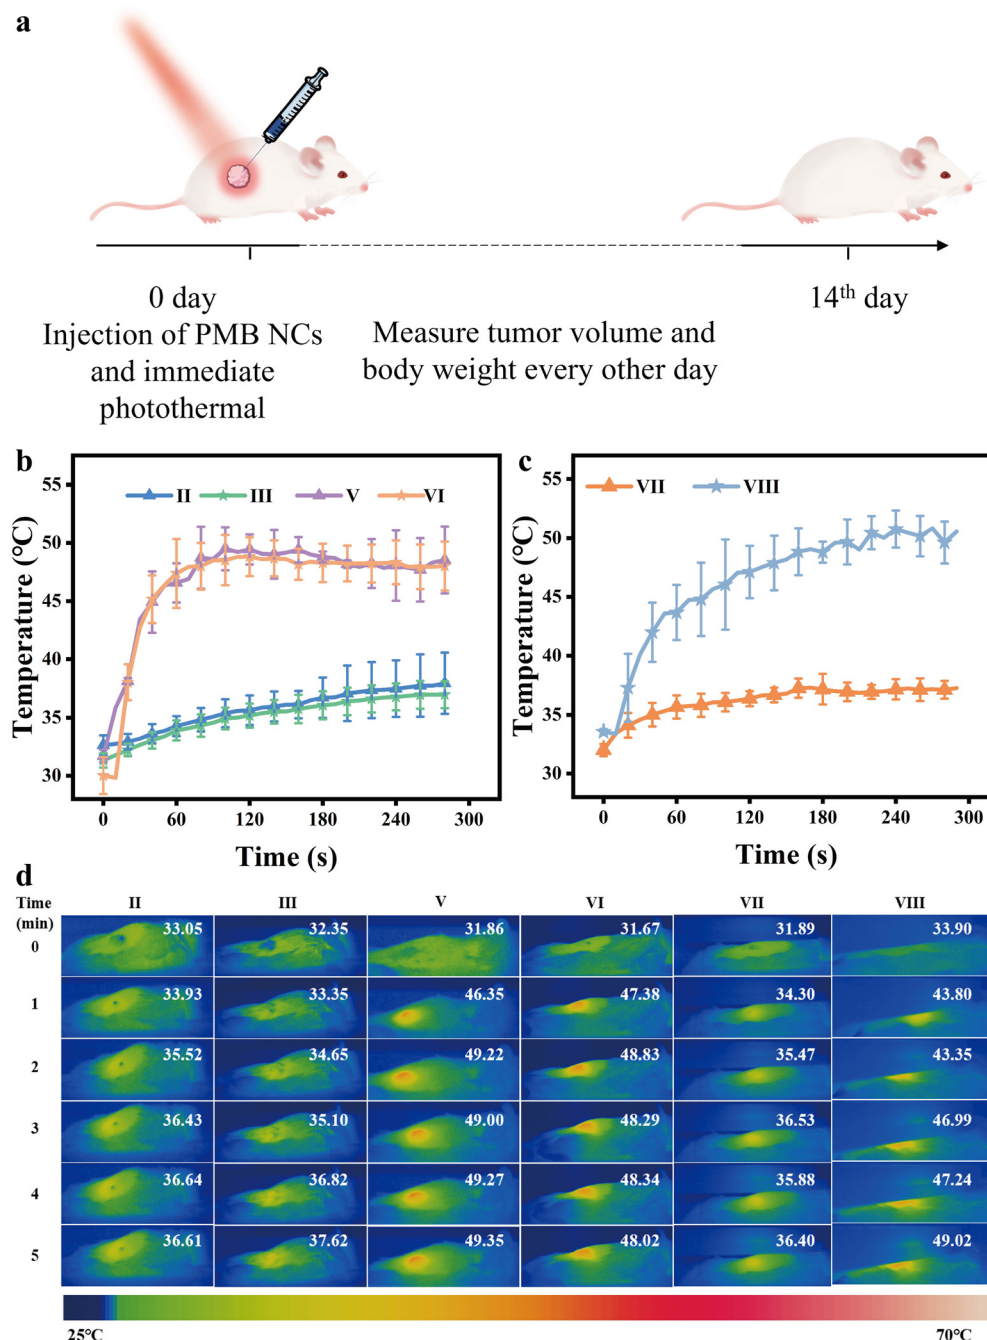 a
0 day
Injection of PMB NCs
and immediate
photothermal
Measure tumor volume and
body weight every other day
14th day
b
II III V VI
Temperature (℃)
55
50
45
40
35
30
0 60 120 180 240 300
Time (s)
c
VII VIII
Temperature (℃)
55
50
45
40
35
30
0 60 120 180 240 300
Time (s)
d
Time
(min)
II III V VI VII VIII
0 33.05 32.35 31.86 31.67 31.89 33.90
1 33.93 33.35 46.35 47.38 34.30 43.80
2 35.52 34.65 49.22 48.83 35.47 43.35
3 36.43 35.10 49.00 48.29 36.53 46.99
4 36.64 36.82 49.27 48.34 35.88 47.24
5 36.61 37.62 49.35 48.02 36.40 49.02
25℃ 70℃